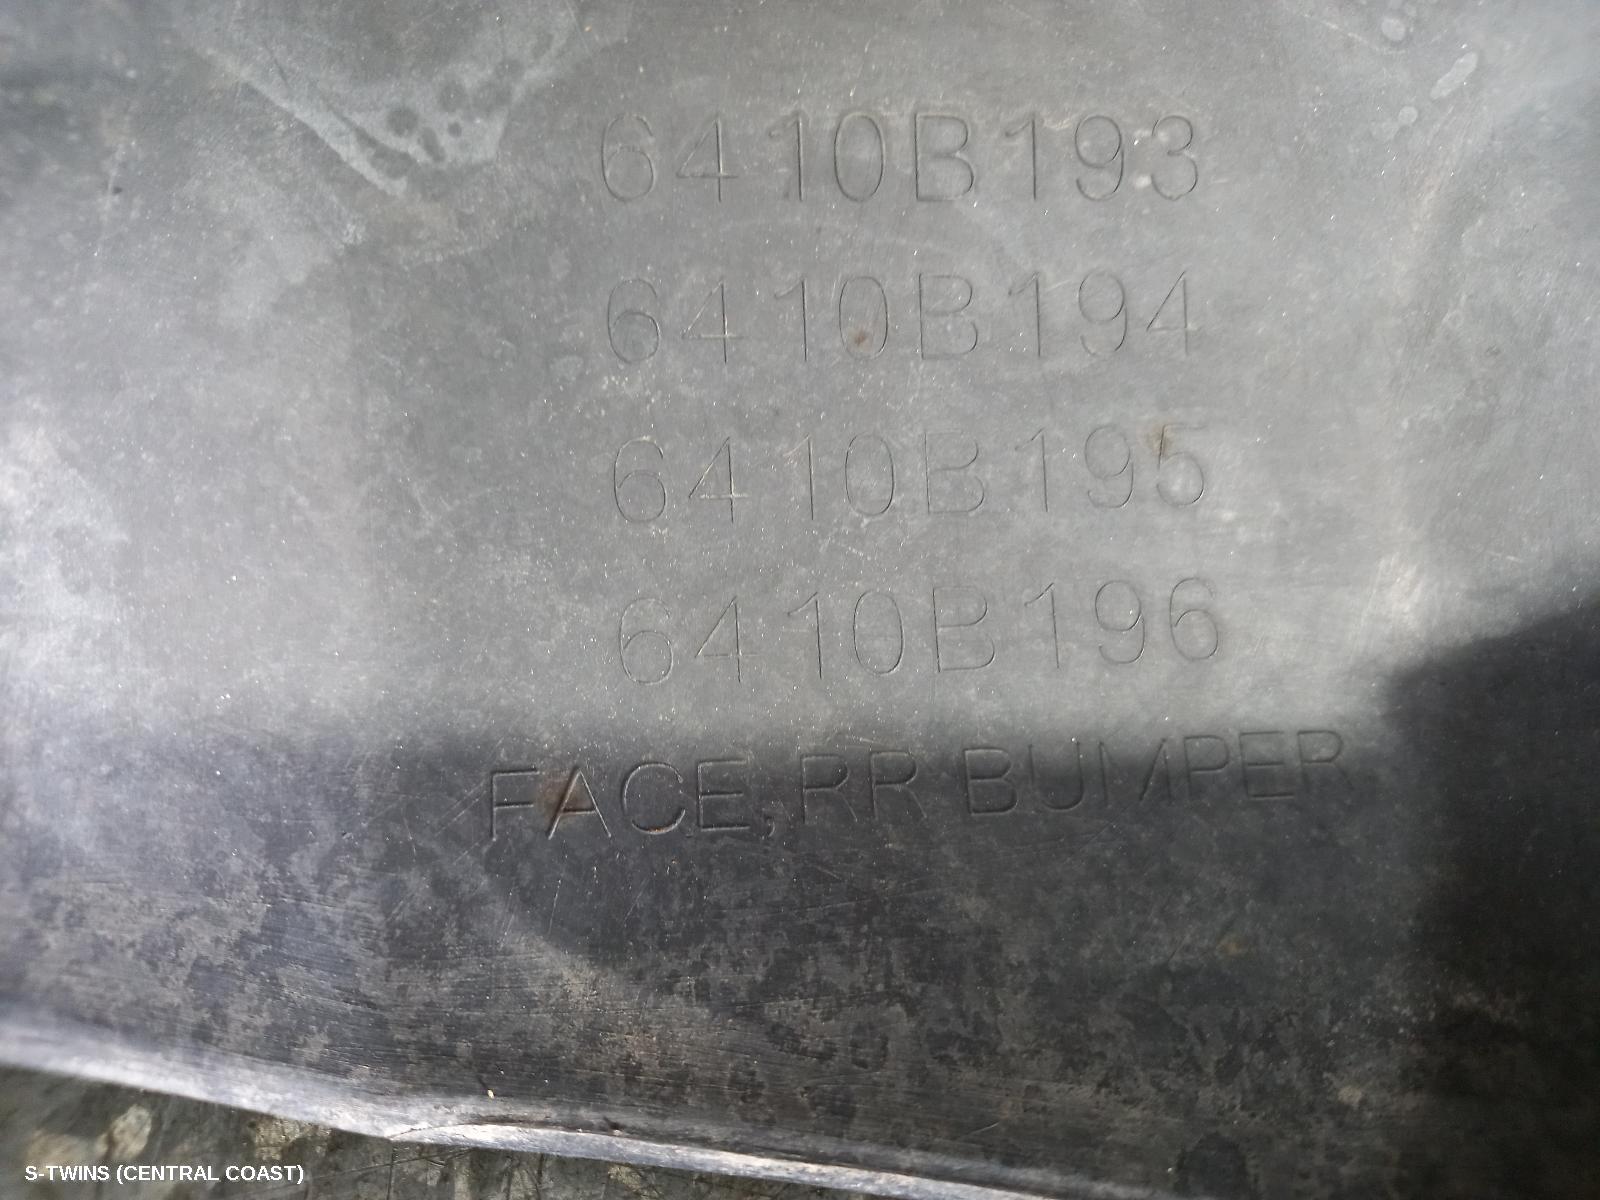 6410B193
6410B194
6410B195
6410B196
FACE, RR BUMPER
S-TWINS (CENTRAL COAST)